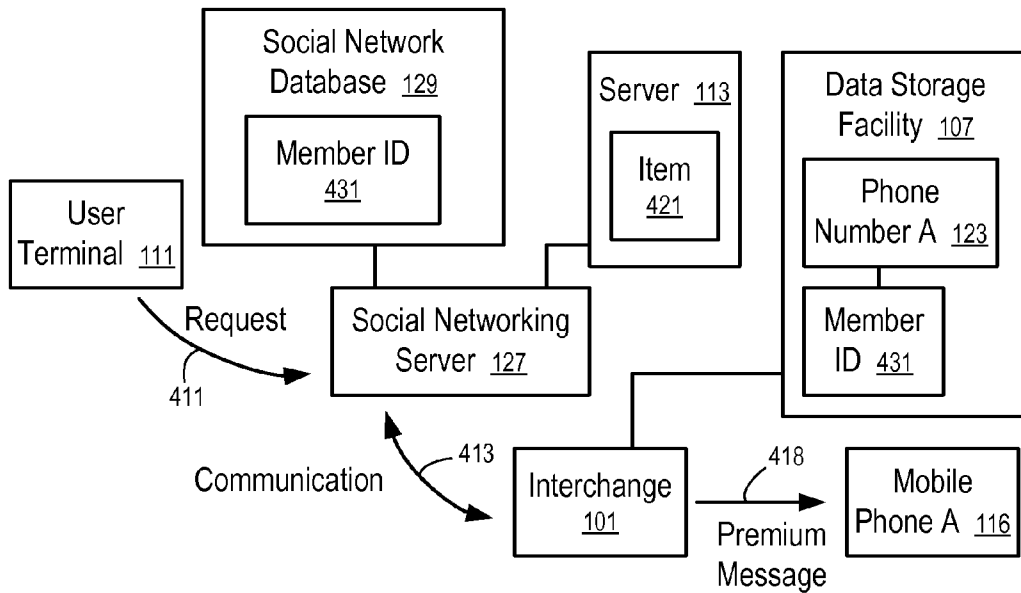 Social Network
Database 129
Member ID
431
Server 113
Item
421
Data Storage
Facility 107
Phone
Number A 123
Member
ID 431
User
Terminal 111
Request
411
Social Networking
Server 127
Communication
413
Interchange
101
418
Premium
Message
Mobile
Phone A 116